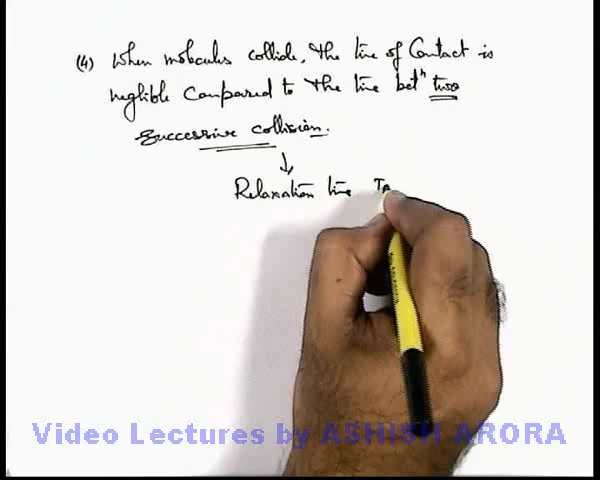 (4) When molecules collide, the time of Contact is
neglible Compared to the time betⁿ two
successive collision.
↓
Relaxation time
Video Lectures by ASHISH ARORA